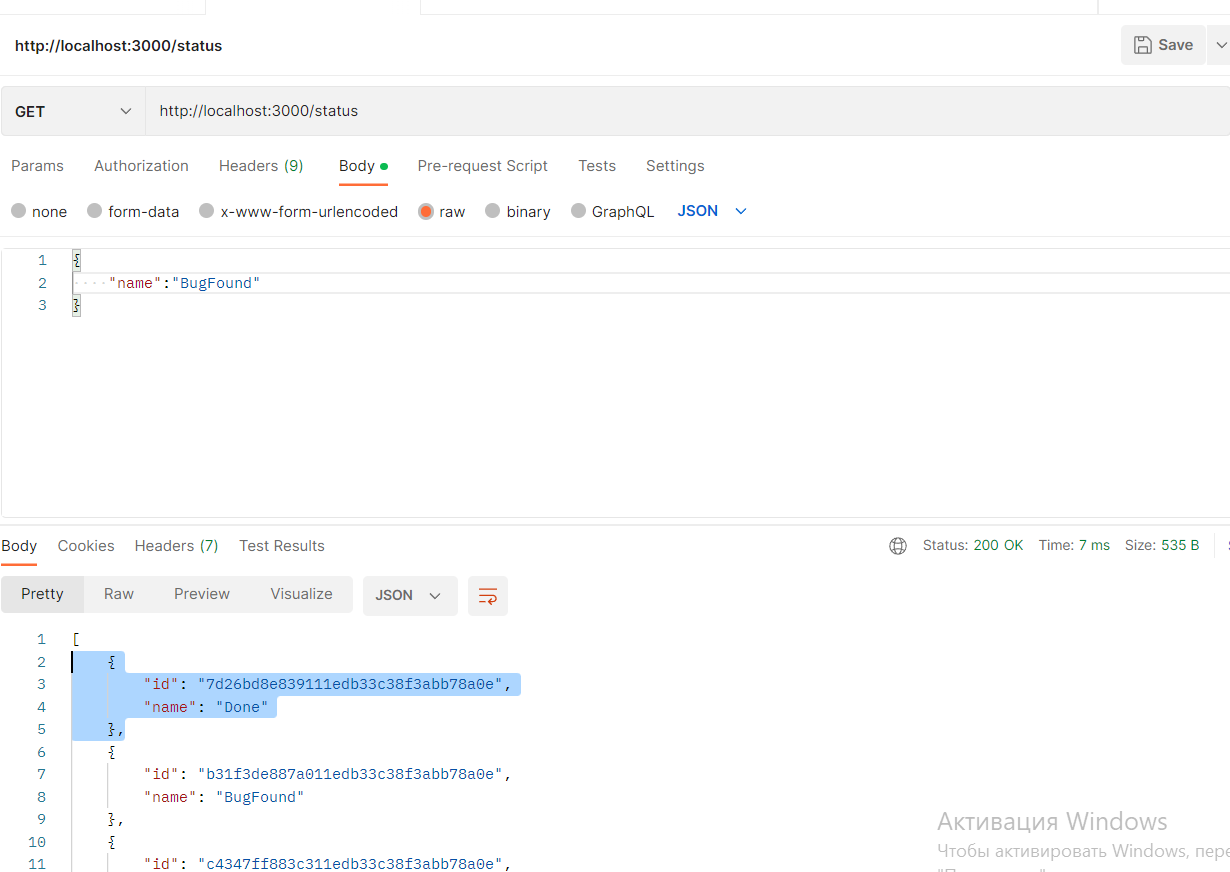 http://localhost:3000/status
Save
GET
http://localhost:3000/status
Params Authorization Headers (9) Body Pre-request Script Tests Settings
none form-data x-www-form-urlencoded raw binary GraphQL JSON
1 {
2 "name":"BugFound"
3 }
Body Cookies Headers (7) Test Results Status: 200 OK Time: 7 ms Size: 535 B
Pretty Raw Preview Visualize JSON
1 [
2 {
3 "id": "7d26bd8e839111edb33c38f3abb78a0e",
4 "name": "Done"
5 },
6 {
7 "id": "b31f3de887a011edb33c38f3abb78a0e",
8 "name": "BugFound"
9 },
10 {
11 "id": "c4347ff883c311edb33c38f3abb78a0e",
Активация Windows
Чтобы активировать Windows, пере